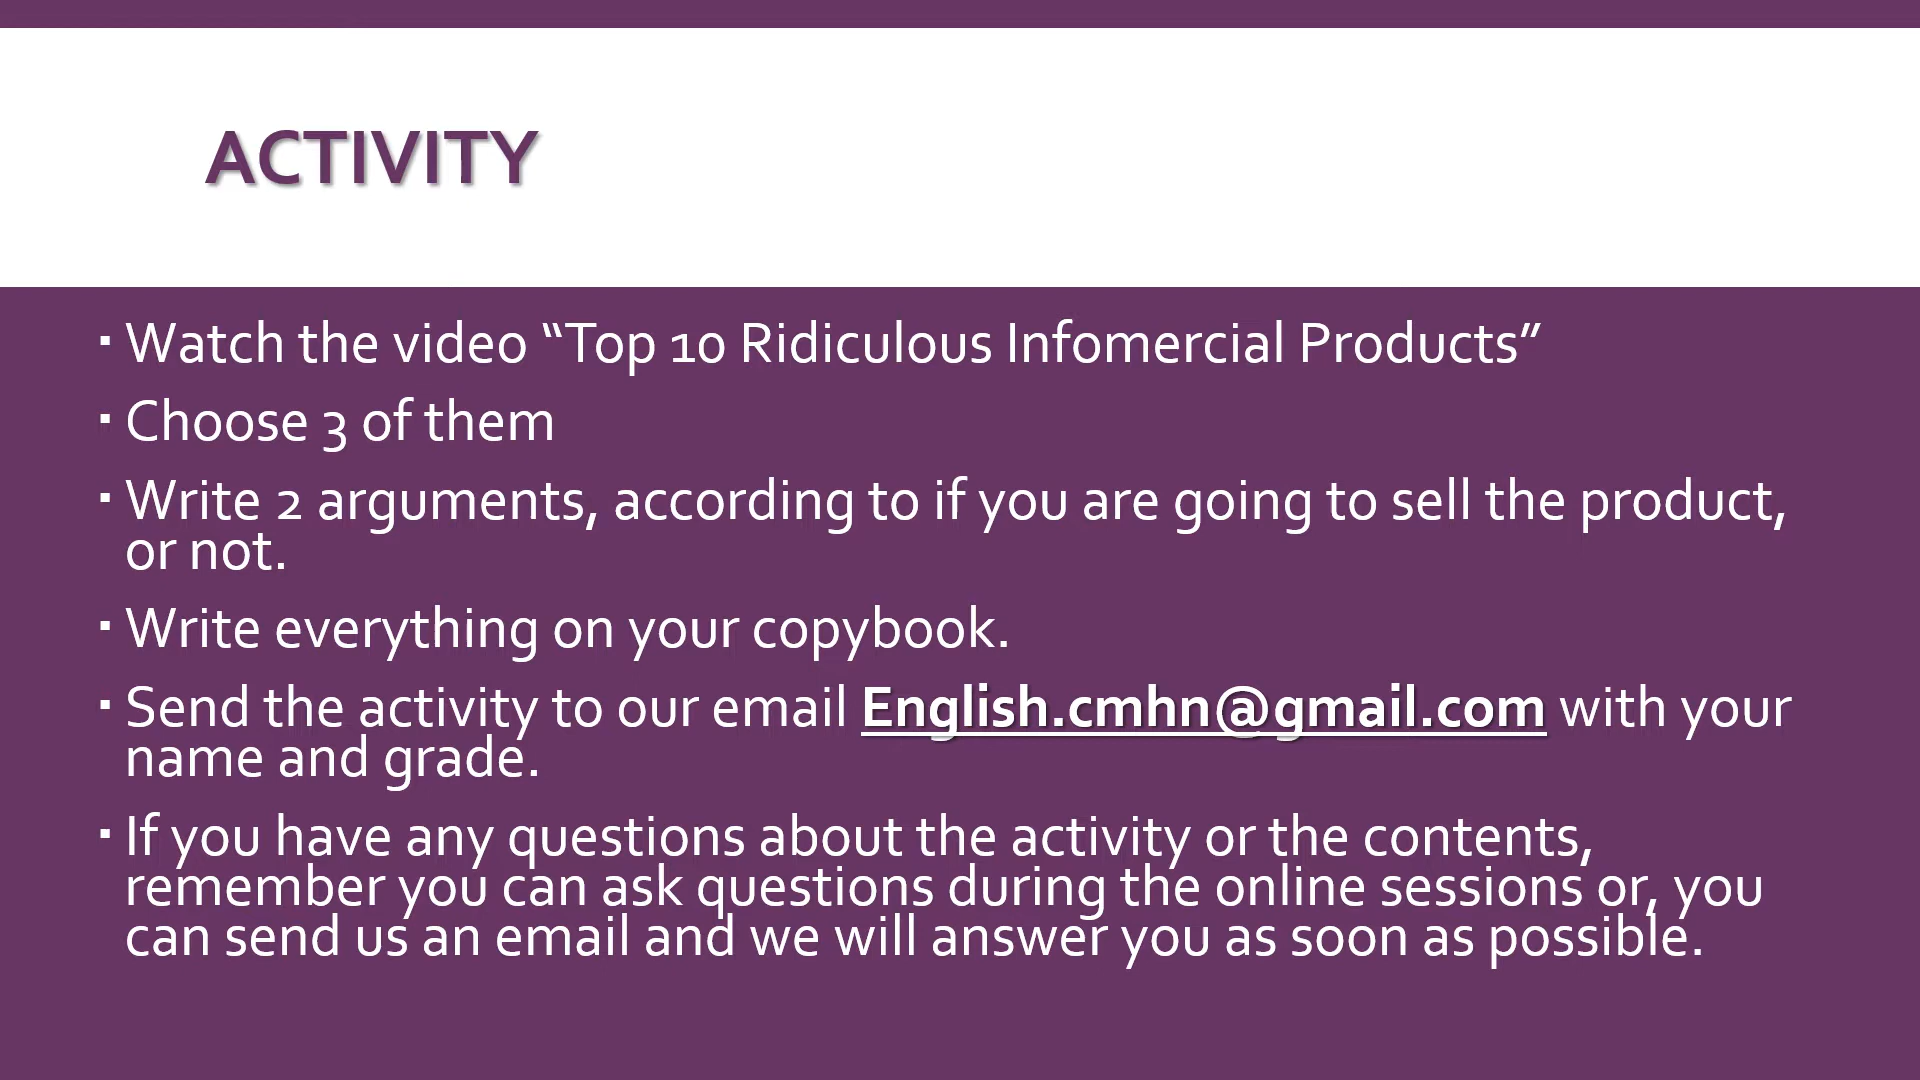 ACTIVITY
▪ Watch the video “Top 10 Ridiculous Infomercial Products”
▪ Choose 3 of them
▪ Write 2 arguments, according to if you are going to sell the product,
or not.
▪ Write everything on your copybook.
▪ Send the activity to our email English.cmhn@gmail.com with your
name and grade.
▪ If you have any questions about the activity or the contents,
remember you can ask questions during the online sessions or, you
can send us an email and we will answer you as soon as possible.